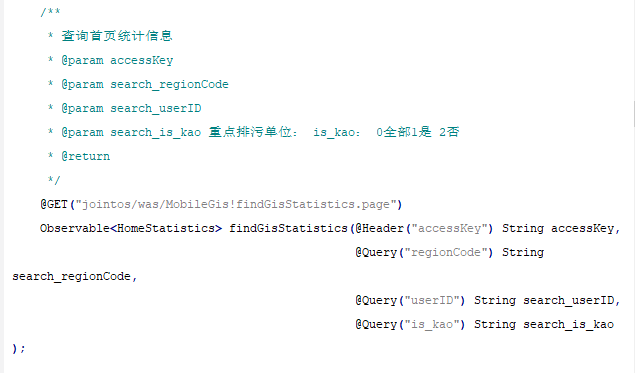 /**
* 查询首页统计信息
* @param accessKey
* @param search_regionCode
* @param search_userID
* @param search_is_kao 重点排污单位： is_kao： 0全部1是 2否
* @return
*/
@GET("jointos/was/MobileGis!findGisStatistics.page")
Observable<HomeStatistics> findGisStatistics(@Header("accessKey") String accessKey,
@Query("regionCode") String
search_regionCode,
@Query("userID") String search_userID,
@Query("is_kao") String search_is_kao
);